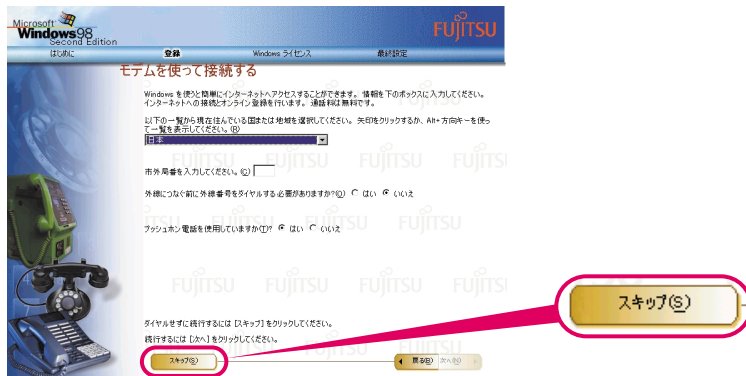 Microsoft
Windows98
Second Edition
FUJITSU
はじめに 登録 Windows ライセンス 最終設定
モデムを使って接続する
Windows を使うと簡単にインターネットへアクセスすることができます。 情報を下のボックスに入力してください。
インターネットへの接続とオンライン登録を行います。 通話料は無料です。
以下の一覧から現在住んでいる国または地域を選択してください。 矢印をクリックするか、Alt+方向キーを使っ
て一覧を表示してください。(R)
日本
市外局番を入力してください。(C)
外線につなぐ前に外線番号をダイヤルする必要がありますか?(O) はい いいえ
プッシュホン電話を使用していますか(T)? はい いいえ
ダイヤルせずに続行するには [スキップ] をクリックしてください。
続行するには [次へ] をクリックしてください。
スキップ(S) 戻る(B) 次へ(N)
スキップ(S)